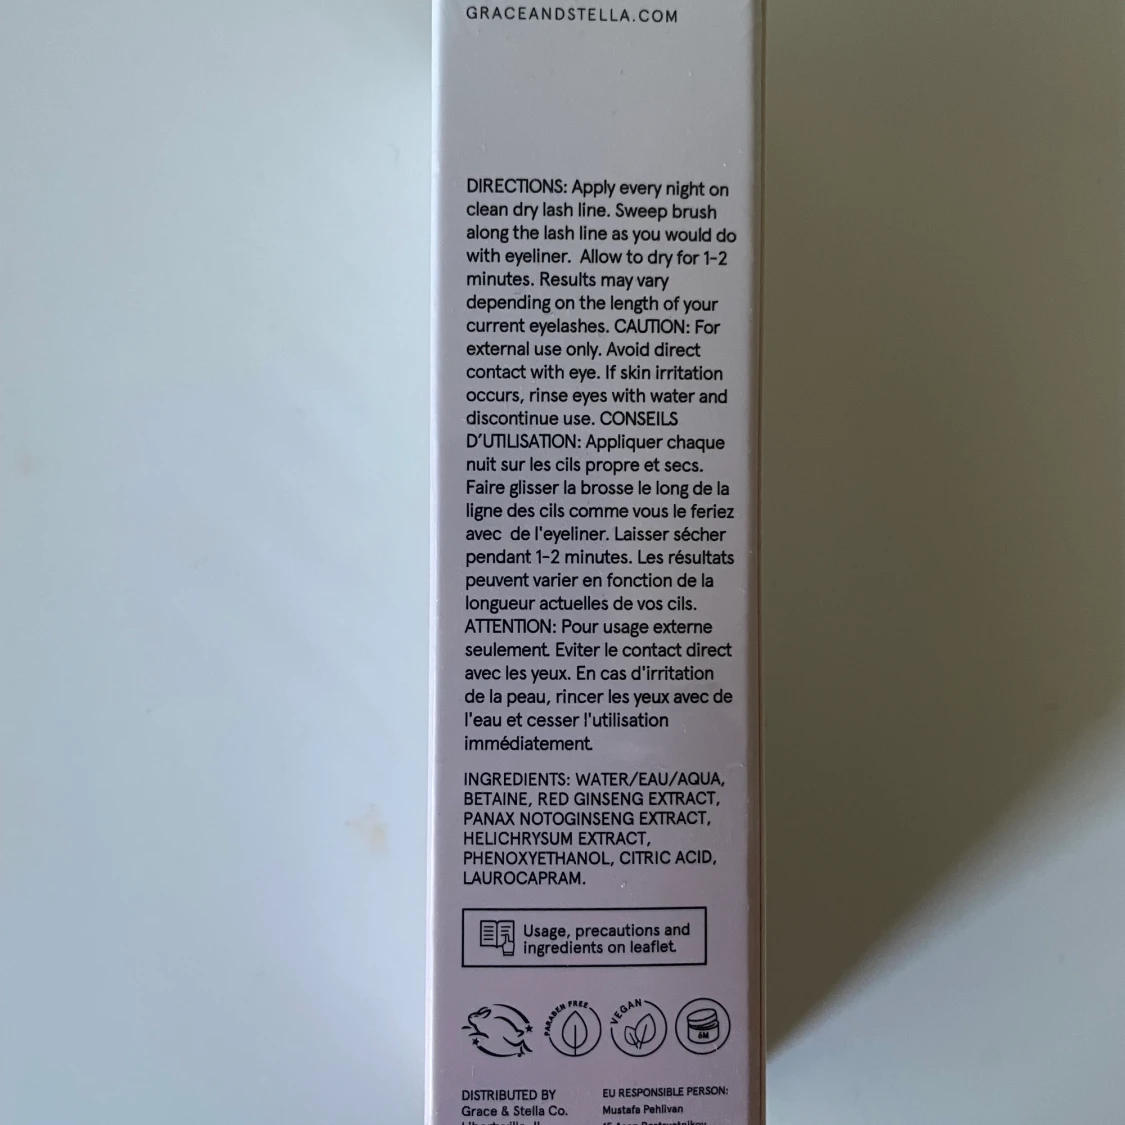 GRACEANDSTELLA.COM
DIRECTIONS: Apply every night on
clean dry lash line. Sweep brush
along the lash line as you would do
with eyeliner. Allow to dry for 1-2
minutes. Results may vary
depending on the length of your
current eyelashes. CAUTION: For
external use only. Avoid direct
contact with eye. If skin irritation
occurs, rinse eyes with water and
discontinue use. CONSEILS
D'UTILISATION: Appliquer chaque
nuit sur les cils propre et secs.
Faire glisser la brosse le long de la
ligne des cils comme vous le feriez
avec de l'eyeliner. Laisser sécher
pendant 1-2 minutes. Les résultats
peuvent varier en fonction de la
longueur actuelles de vos cils.
ATTENTION: Pour usage externe
seulement. Eviter le contact direct
avec les yeux. En cas d'irritation
de la peau, rincer les yeux avec de
l'eau et cesser l'utilisation
immédiatement.
INGREDIENTS: WATER/EAU/AQUA,
BETAINE, RED GINSENG EXTRACT,
PANAX NOTOGINSENG EXTRACT,
HELICHRYSUM EXTRACT,
PHENOXYETHANOL, CITRIC ACID,
LAUROCAPRAM.
Usage, precautions and
ingredients on leaflet.
PARABEN FREE
VEGAN
6M
DISTRIBUTED BY
Grace & Stella Co.
EU RESPONSIBLE PERSON:
Mustafa Pehlivan